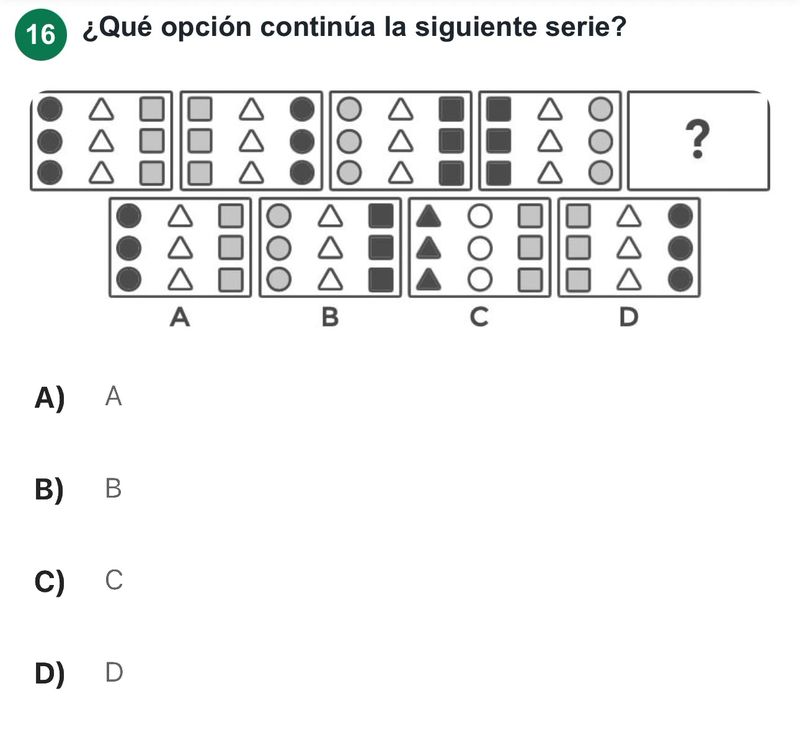 16 ¿Qué opción continúa la siguiente serie?
?
A B C D
A) A
B) B
C) C
D) D